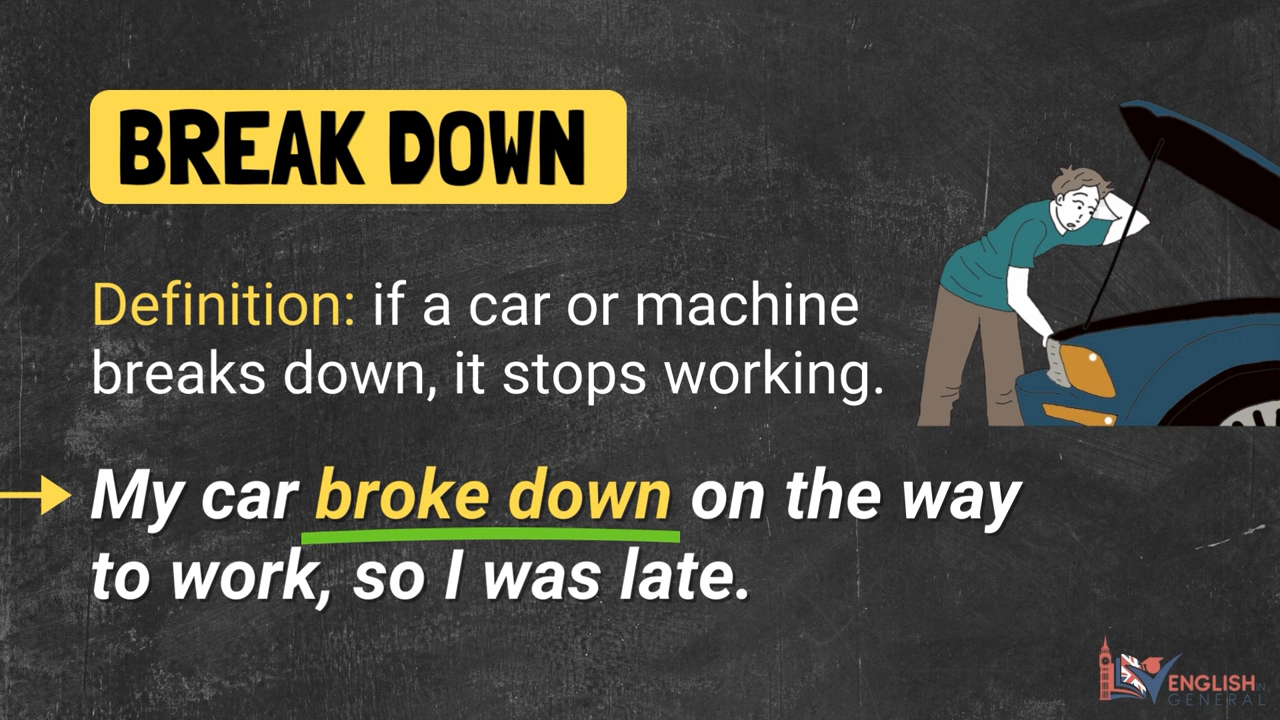 BREAK DOWN
Definition: if a car or machine
breaks down, it stops working.
My car broke down on the way
to work, so I was late.
ENGLISH IN
GENERAL